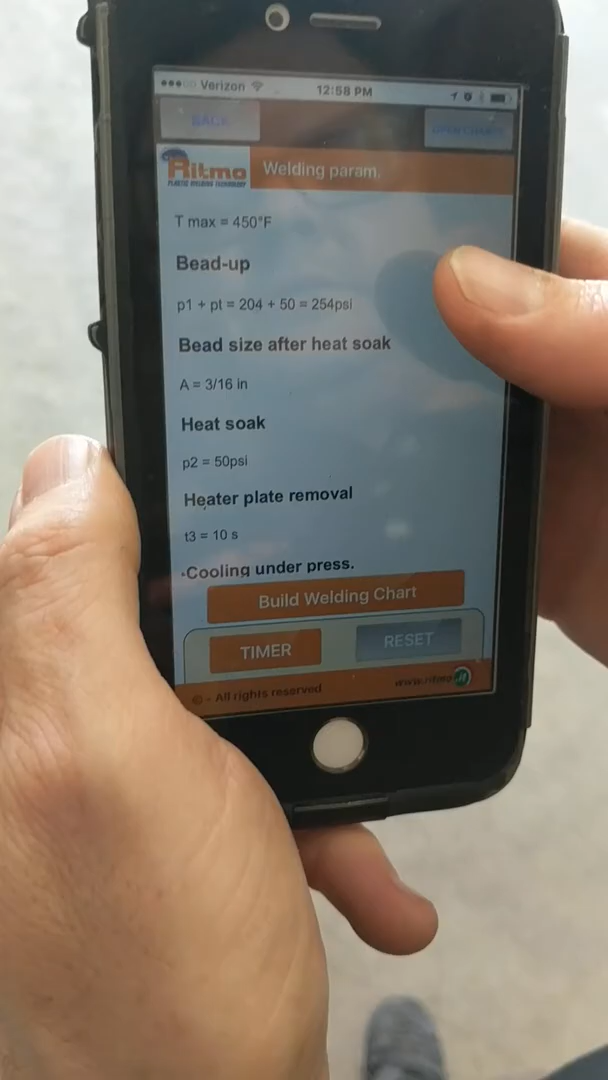 Verizon
12:58 PM
BACK
OPEN CHARTS
Ritmo
PLASTIC WELDING TECHNOLOGY
Welding param.
T max = 450°F
Bead-up
p1 + pt = 204 + 50 = 254psi
Bead size after heat soak
A = 3/16 in
Heat soak
p2 = 50psi
Heater plate removal
t3 = 10 s
Cooling under press.
Build Welding Chart
TIMER
RESET
© - All rights reserved
www.ritmo.it